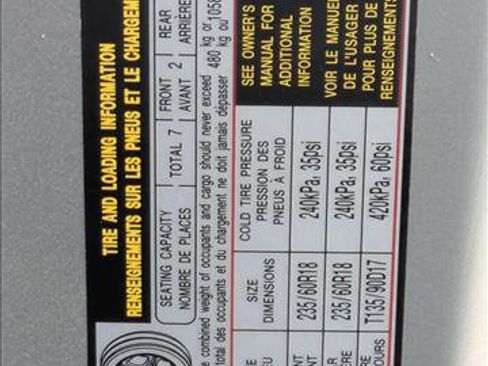 TIRE AND LOADING INFORMATION
RENSEIGNEMENTS SUR LES PNEUS ET LE CHARGEM
SEATING CAPACITY
NOMBRE DE PLACES
TOTAL 7
FRONT
AVANT
2
REAR
ARRIÈRE
combined weight of occupants and cargo should never exceed
total des occupants et du chargement ne doit jamais dépasser
480
kg or
kg ou
1058
SIZE
DIMENSIONS
COLD TIRE PRESSURE
PRESSION DES
PNEUS À FROID
235/60R18
240kPa, 35psi
235/60R18
240kPa, 35psi
T135/90D17
420kPa, 60psi
SEE OWNER'S
MANUAL FOR
ADDITIONAL
INFORMATION
VOIR LE MANUEL
DE L'USAGER
POUR PLUS DE
RENSEIGNEMENTS